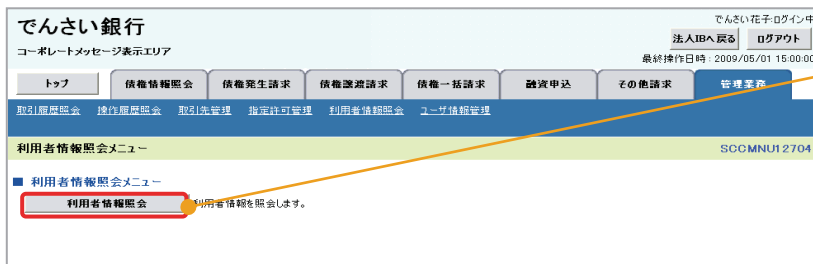 でんさい銀行
コーポレートメッセージ表示エリア
でんさい花子:ログイン中
法人IBへ戻る ログアウト
最終操作日時:2009/05/01 15:00:00
トップ 債権情報照会 債権発生請求 債権譲渡請求 債権一括請求 融資申込 その他請求 管理業務
取引履歴照会 操作履歴照会 取引先管理 指定許可管理 利用者情報照会 ユーザ情報管理
利用者情報照会メニュー SCCMNU12704
■ 利用者情報照会メニュー
利用者情報照会 利用者情報を照会します。